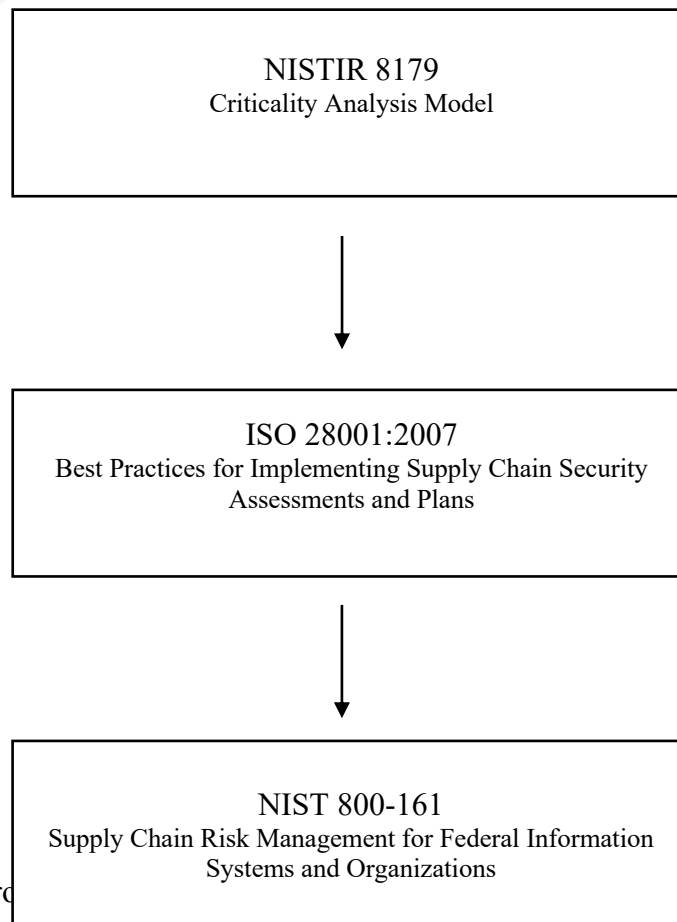 NISTIR 8179
Criticality Analysis Model
ISO 28001:2007
Best Practices for Implementing Supply Chain Security
Assessments and Plans
NIST 800-161
Supply Chain Risk Management for Federal Information
Systems and Organizations